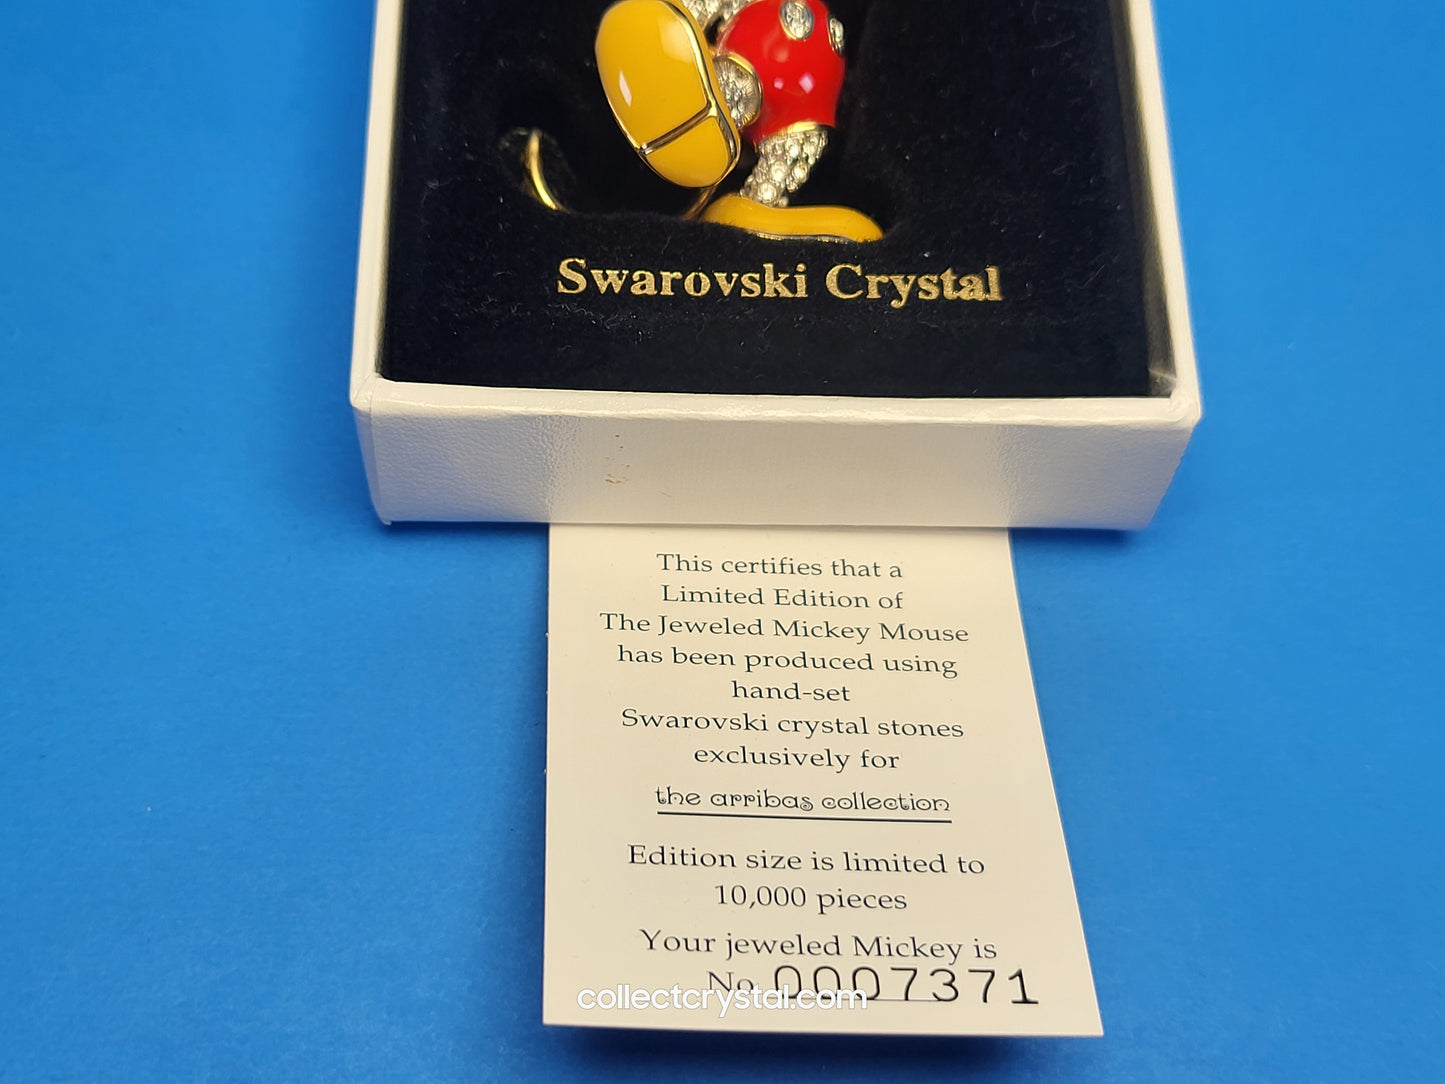 Swarovski Crystal
This certifies that a
Limited Edition of
The Jeweled Mickey Mouse
has been produced using
hand-set
Swarovski crystal stones
exclusively for
the arribas collection
Edition size is limited to
10,000 pieces
Your jeweled Mickey is
No. 0007371
collectcrystal.com